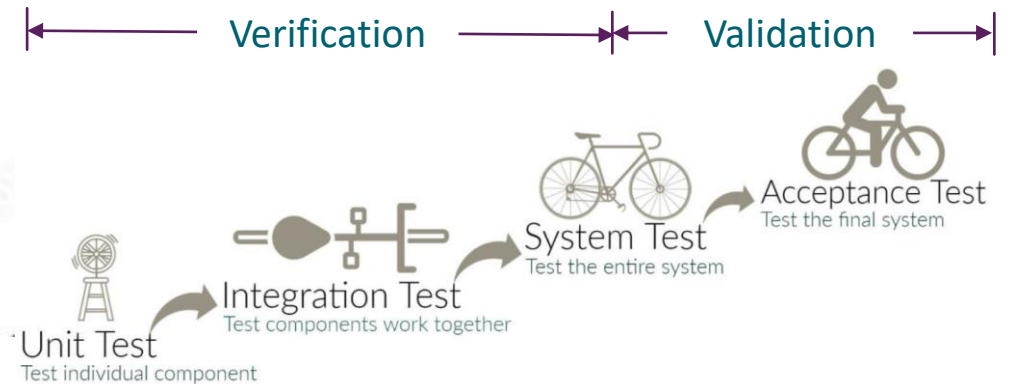 Verification
Validation
Acceptance Test
Test the final system
System Test
Test the entire system
Integration Test
Test components work together
Unit Test
Test individual component